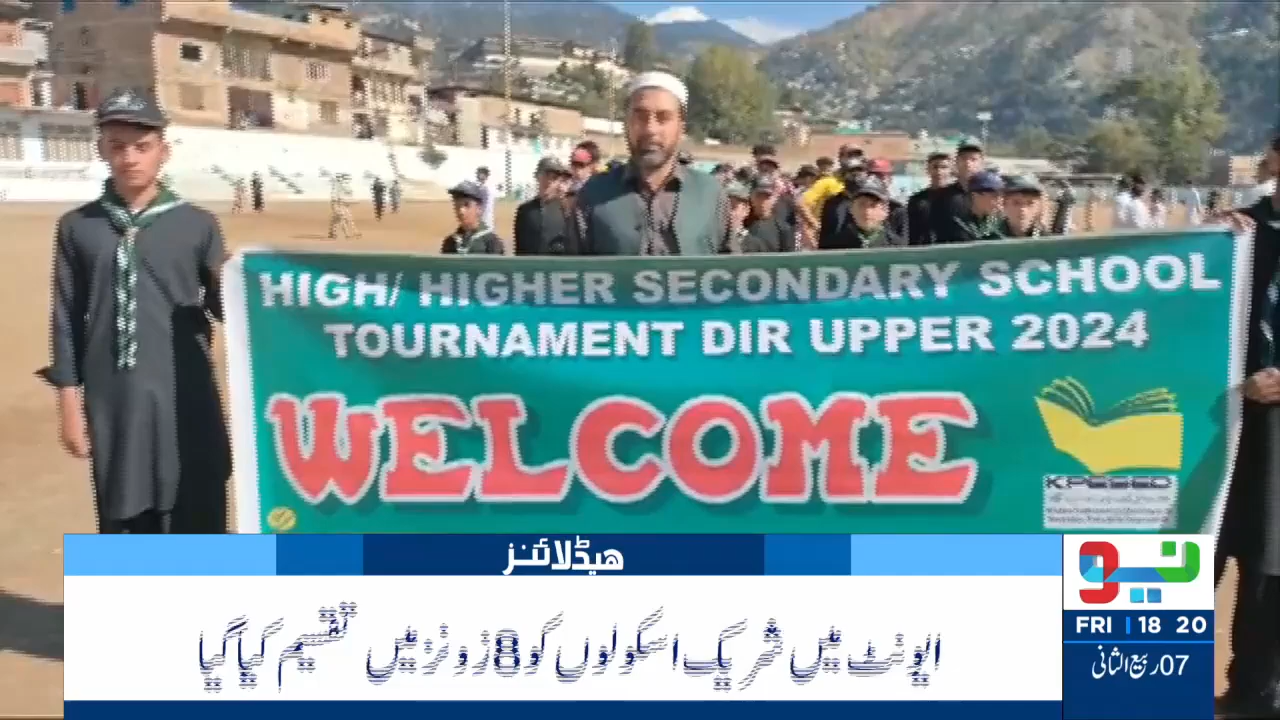 HIGH/ HIGHER SECONDARY SCHOOL
TOURNAMENT DIR UPPER 2024
WELCOME
KPESED
ہیڈلائنز
ایونٹ میں شریک اسکولوں کو 8 زونز میں تقسیم کیا گیا
نیو
FRI 18 20
07 ربیع الثانی